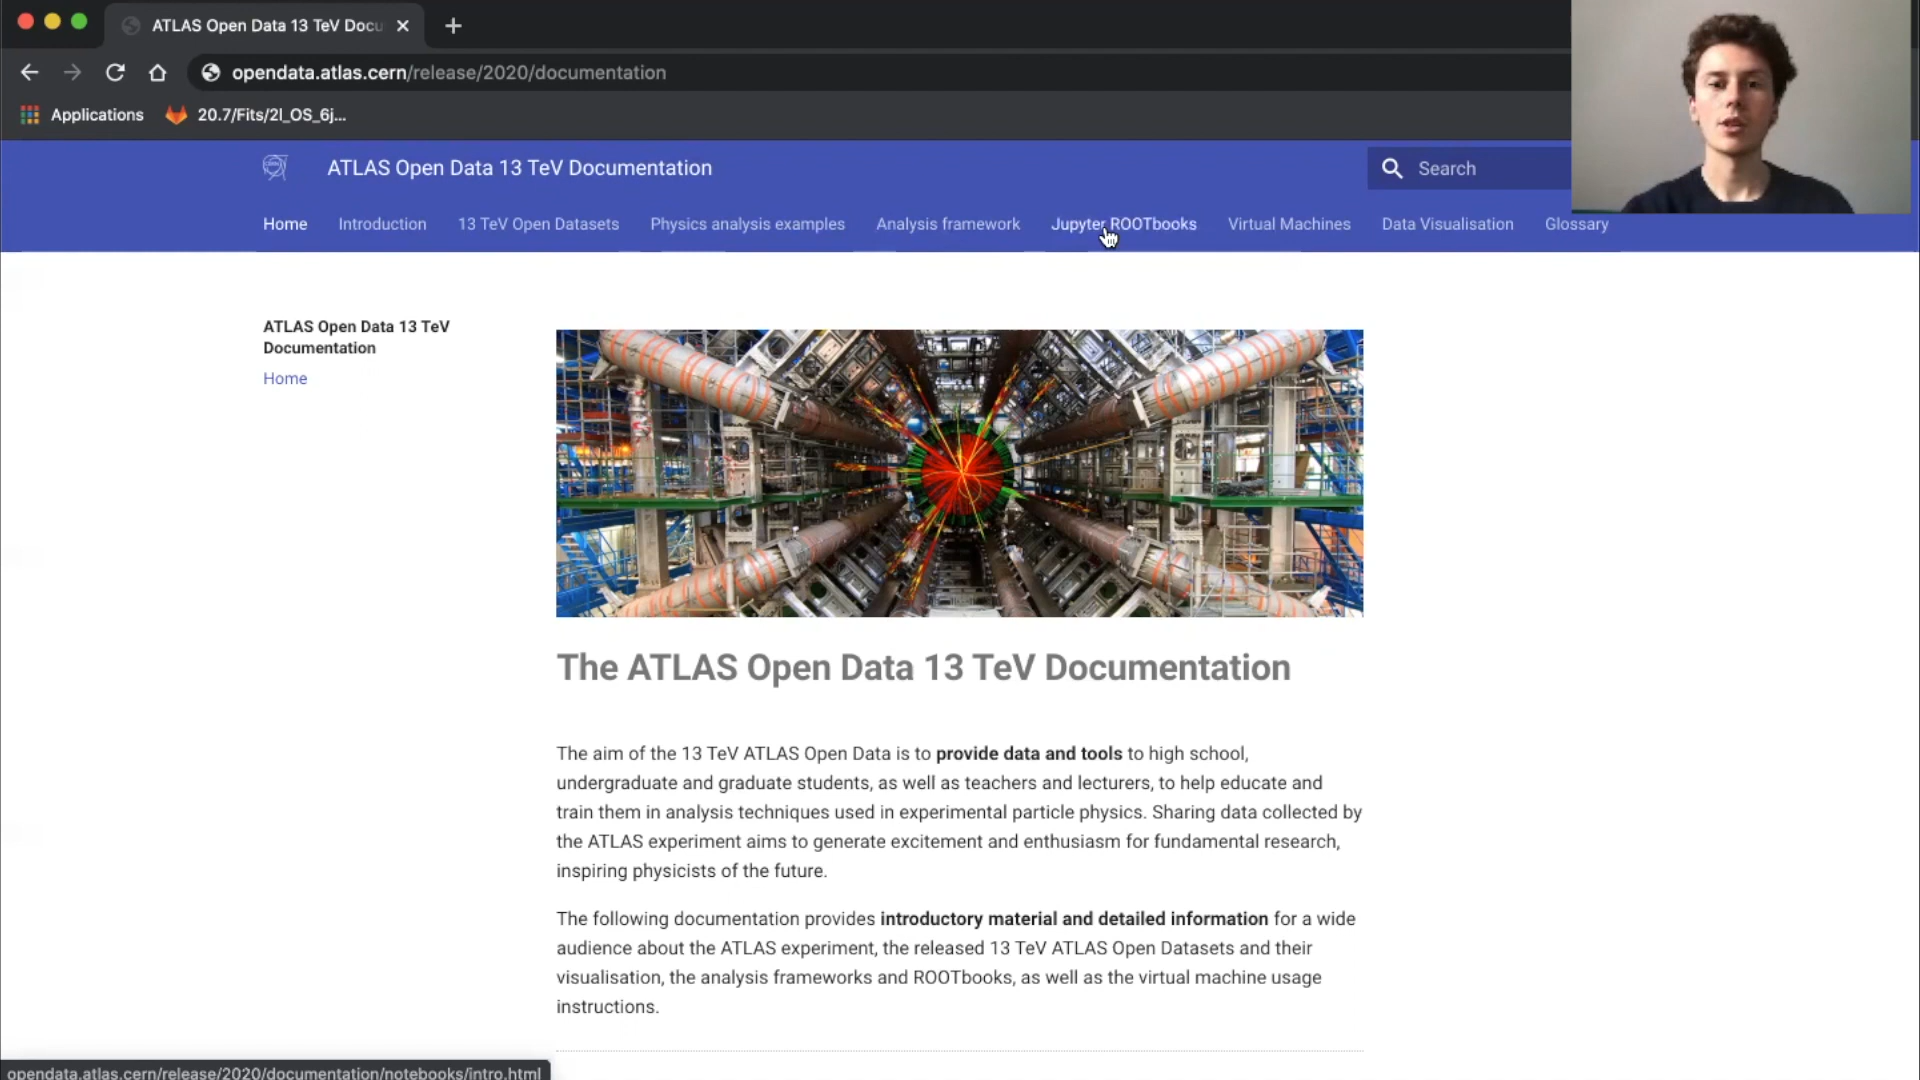 ATLAS Open Data 13 TeV Docu
opendata.atlas.cern/release/2020/documentation
Applications 20.7/Fits/2l_OS_6j...
ATLAS Open Data 13 TeV Documentation
Search
Home Introduction 13 TeV Open Datasets Physics analysis examples Analysis framework Jupyter ROOTbooks Virtual Machines Data Visualisation Glossary
ATLAS Open Data 13 TeV
Documentation
Home
The ATLAS Open Data 13 TeV Documentation
The aim of the 13 TeV ATLAS Open Data is to provide data and tools to high school,
undergraduate and graduate students, as well as teachers and lecturers, to help educate and
train them in analysis techniques used in experimental particle physics. Sharing data collected by
the ATLAS experiment aims to generate excitement and enthusiasm for fundamental research,
inspiring physicists of the future.
The following documentation provides introductory material and detailed information for a wide
audience about the ATLAS experiment, the released 13 TeV ATLAS Open Datasets and their
visualisation, the analysis frameworks and ROOTbooks, as well as the virtual machine usage
instructions.
opendata.atlas.cern/release/2020/documentation/notebooks/intro.html